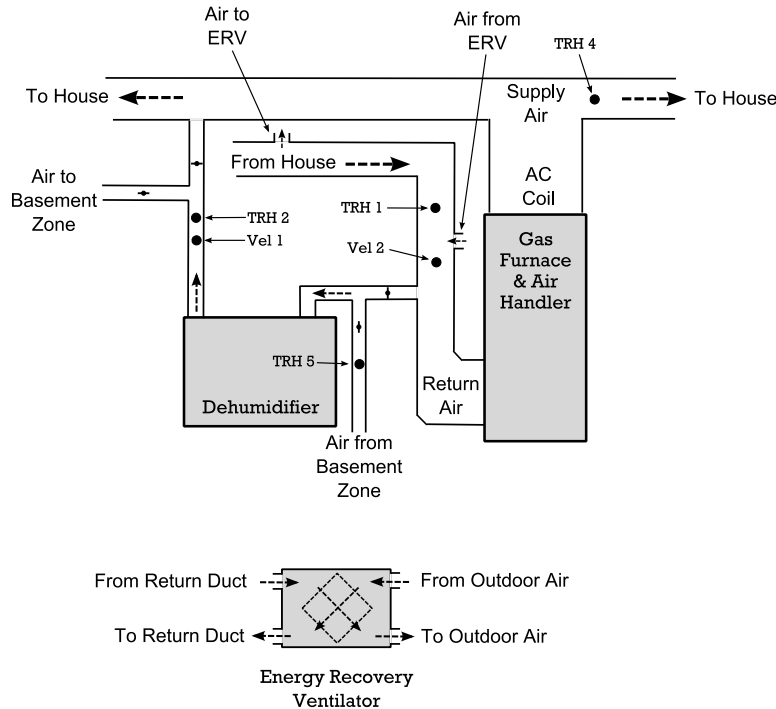 Air to
ERV
Air from
ERV
TRH 4
To House
Supply
Air
To House
From House
AC
Coil
Air to
Basement
Zone
TRH 2
Vel 1
TRH 1
Vel 2
Gas
Furnace
& Air
Handler
TRH 5
Dehumidifier
Return
Air
Air from
Basement
Zone
From Return Duct
From Outdoor Air
To Return Duct
To Outdoor Air
Energy Recovery
Ventilator